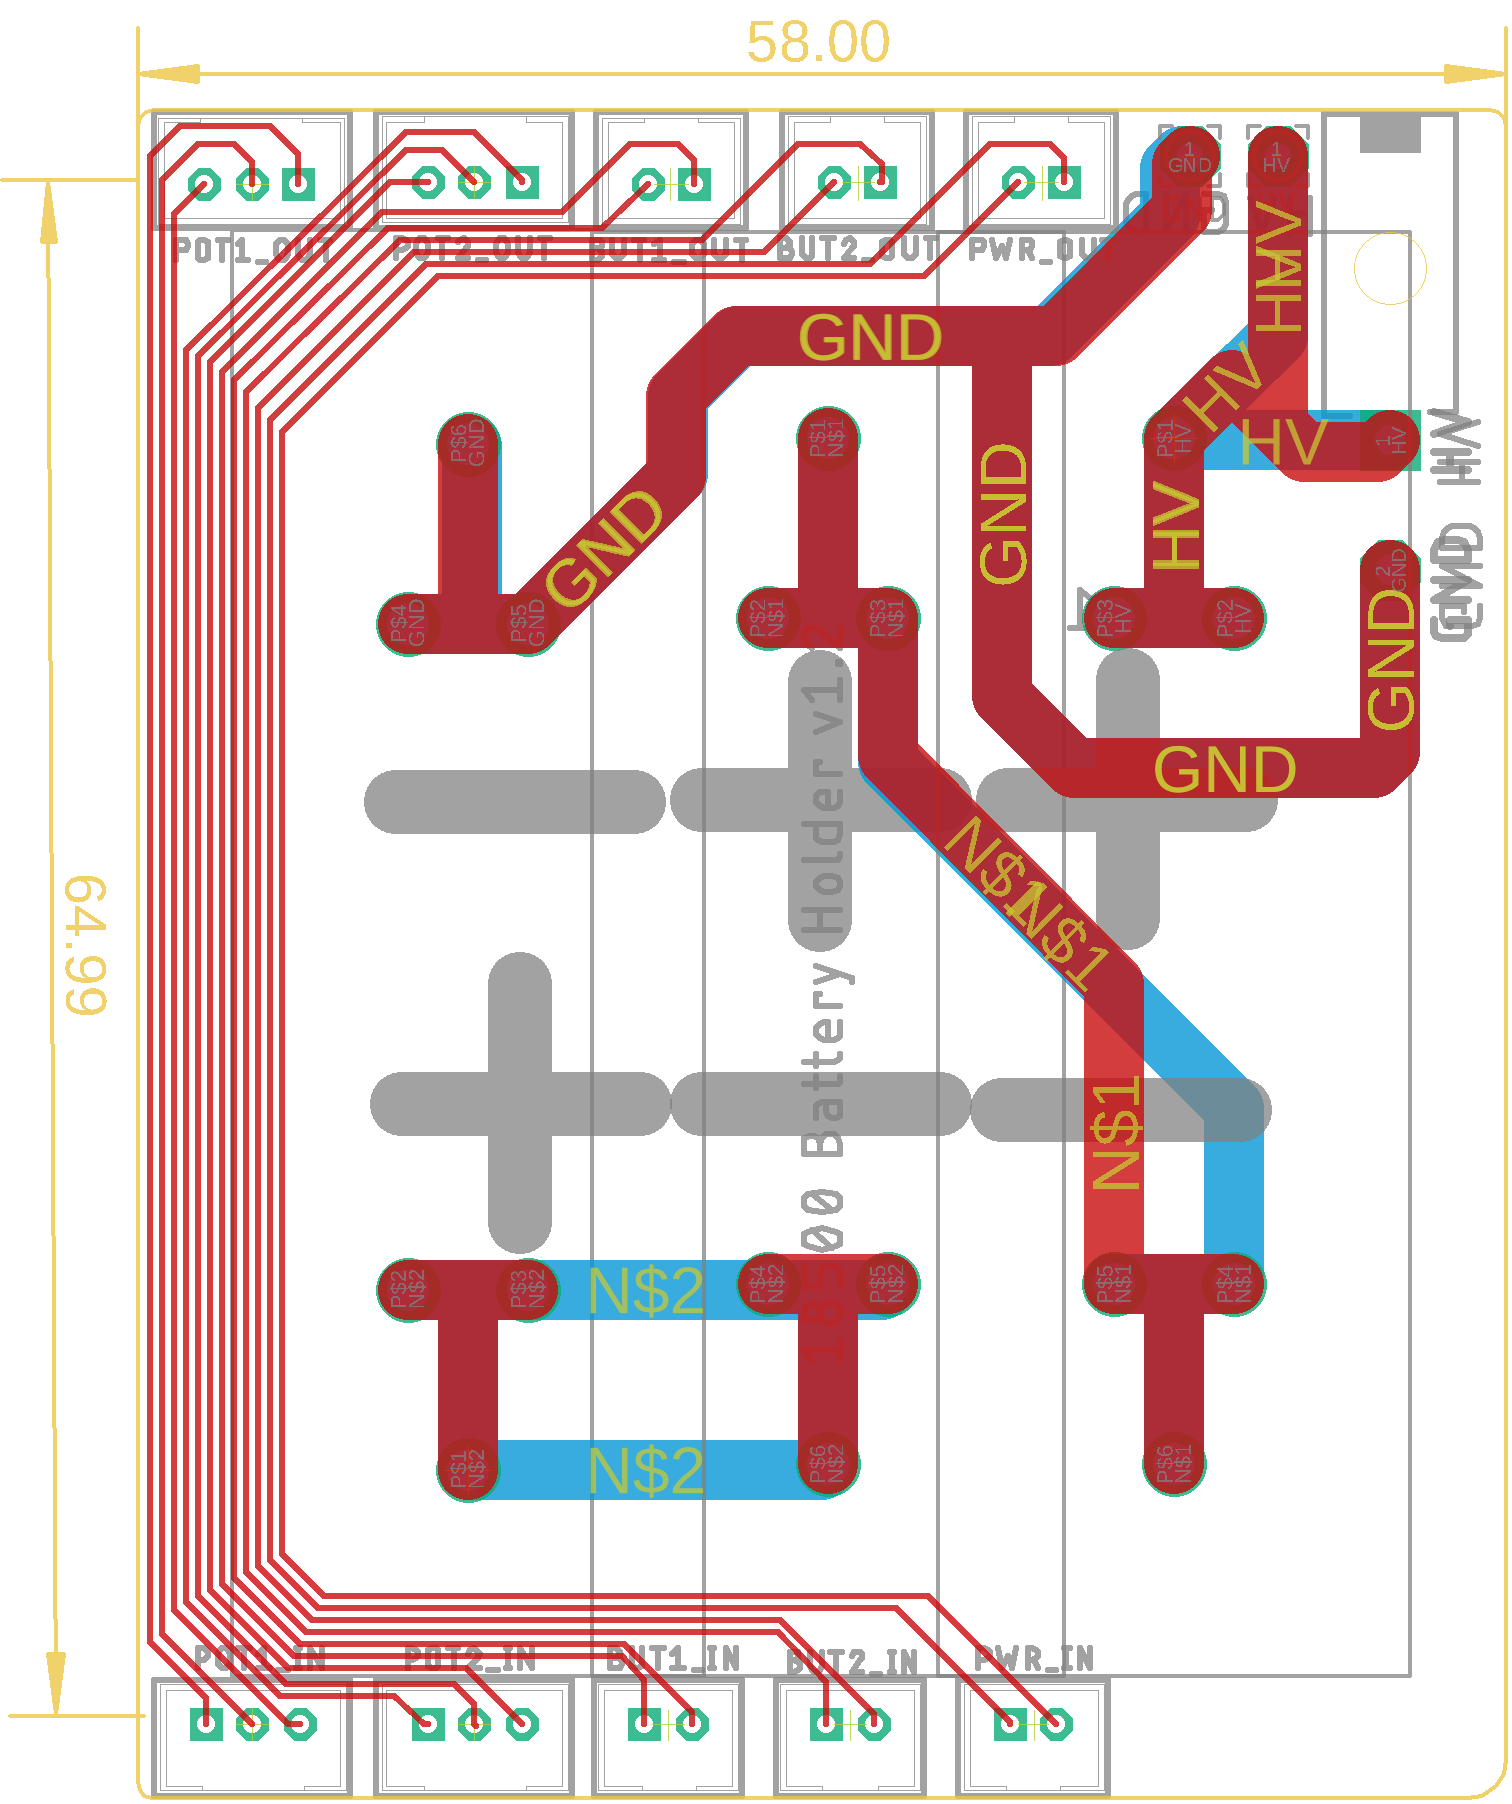 58.00
1
GND
1
HV
POT1_OUT
POT2_OUT
BUT1_OUT
BUT2_OUT
PWR_OUT
GND
HV
HV
GND
HV
HV
1
HV
HV
P$6
GND
P$1
N$1
P$1
HV
GND
GND
HV
2
GND
GND
GND
P$4
GND
P$5
GND
P$2
N$1
P$3
N$1
1
P$3
HV
P$2
HV
GND
64.99
18500 Battery Holder v1.2
N$1
N$1
N$1
P$2
N$2
P$3
N$2
N$2
P$4
N$2
P$5
N$2
P$5
N$1
P$4
N$1
P$1
N$2
N$2
P$6
N$2
P$6
N$1
POT1_IN
POT2_IN
BUT1_IN
BUT2_IN
PWR_IN